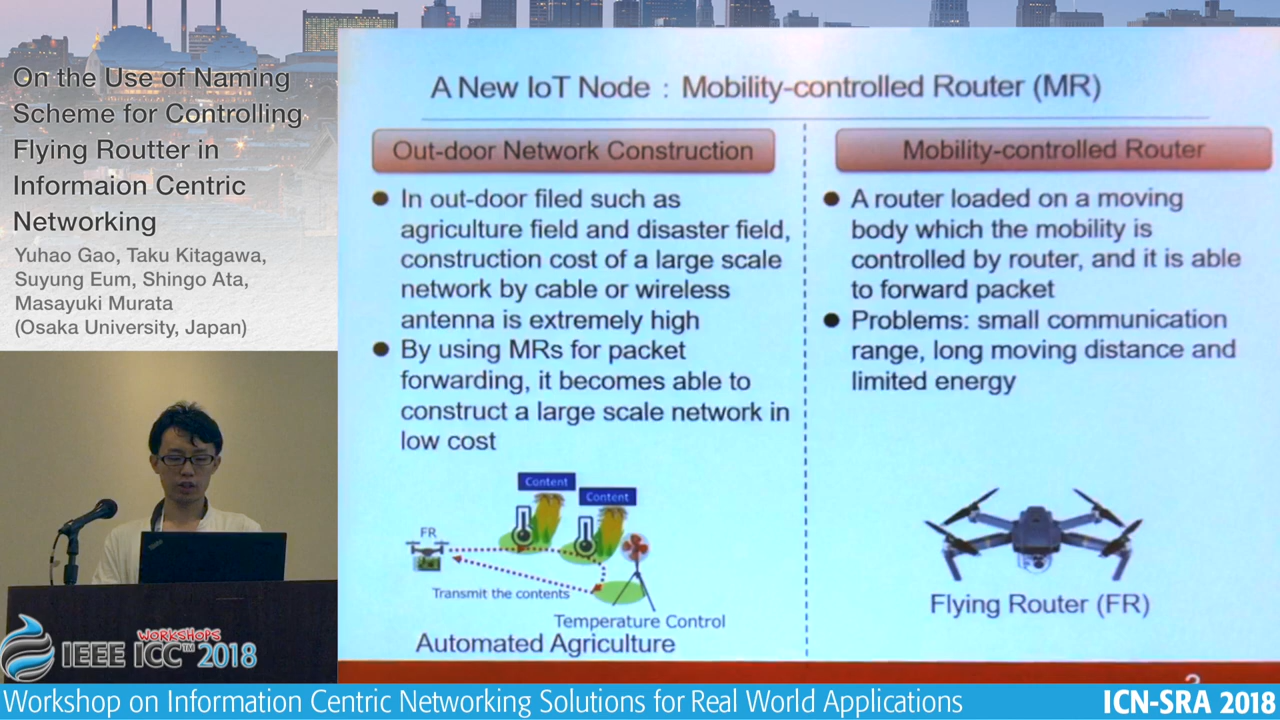 On the Use of Naming
Scheme for Controlling
Flying Routter in
Informaion Centric
Networking
Yuhao Gao, Taku Kitagawa,
Suyung Eum, Shingo Ata,
Masayuki Murata
(Osaka University, Japan)
A New IoT Node : Mobility-controlled Router (MR)
Out-door Network Construction
In out-door filed such as
agriculture field and disaster field,
construction cost of a large scale
network by cable or wireless
antenna is extremely high
By using MRs for packet
forwarding, it becomes able to
construct a large scale network in
low cost
Content
Content
FR
Transmit the contents
Temperature Control
Automated Agriculture
Mobility-controlled Router
A router loaded on a moving
body which the mobility is
controlled by router, and it is able
to forward packet
Problems: small communication
range, long moving distance and
limited energy
Flying Router (FR)
WORKSHOPS
IEEE ICC™ 2018
Workshop on Information Centric Networking Solutions for Real World Applications
ICN-SRA 2018